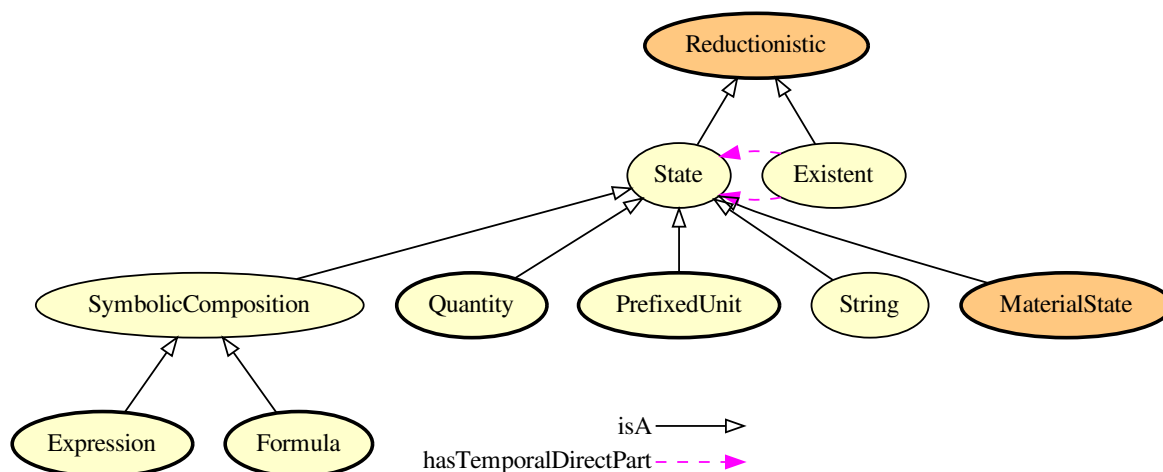 Reductionistic
State
Existent
SymbolicComposition
Quantity
PrefixedUnit
String
MaterialState
Expression
Formula
isA
hasTemporalDirectPart